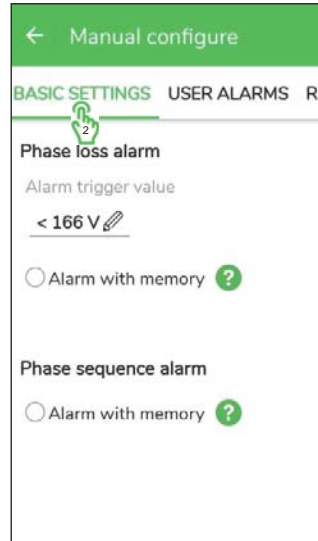 Manual configure
BASIC SETTINGS USER ALARMS R
2
Phase loss alarm
Alarm trigger value
< 166 V
Alarm with memory ?
Phase sequence alarm
Alarm with memory ?